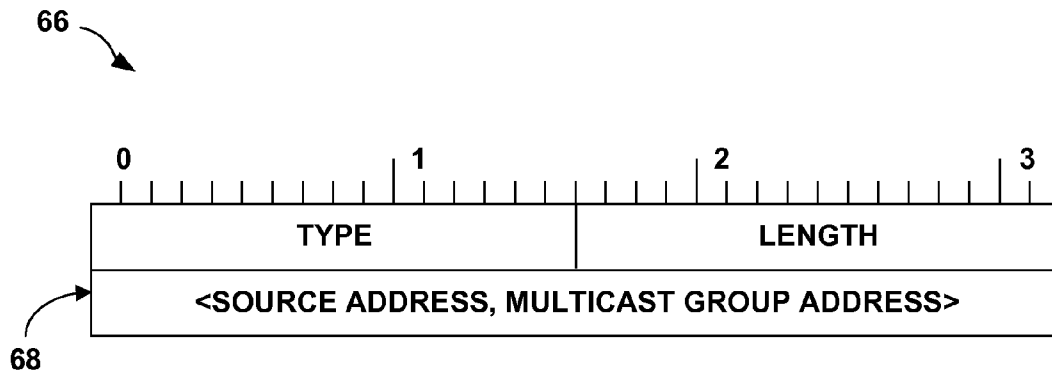 66
0 1 2 3
TYPE LENGTH
<SOURCE ADDRESS, MULTICAST GROUP ADDRESS>
68